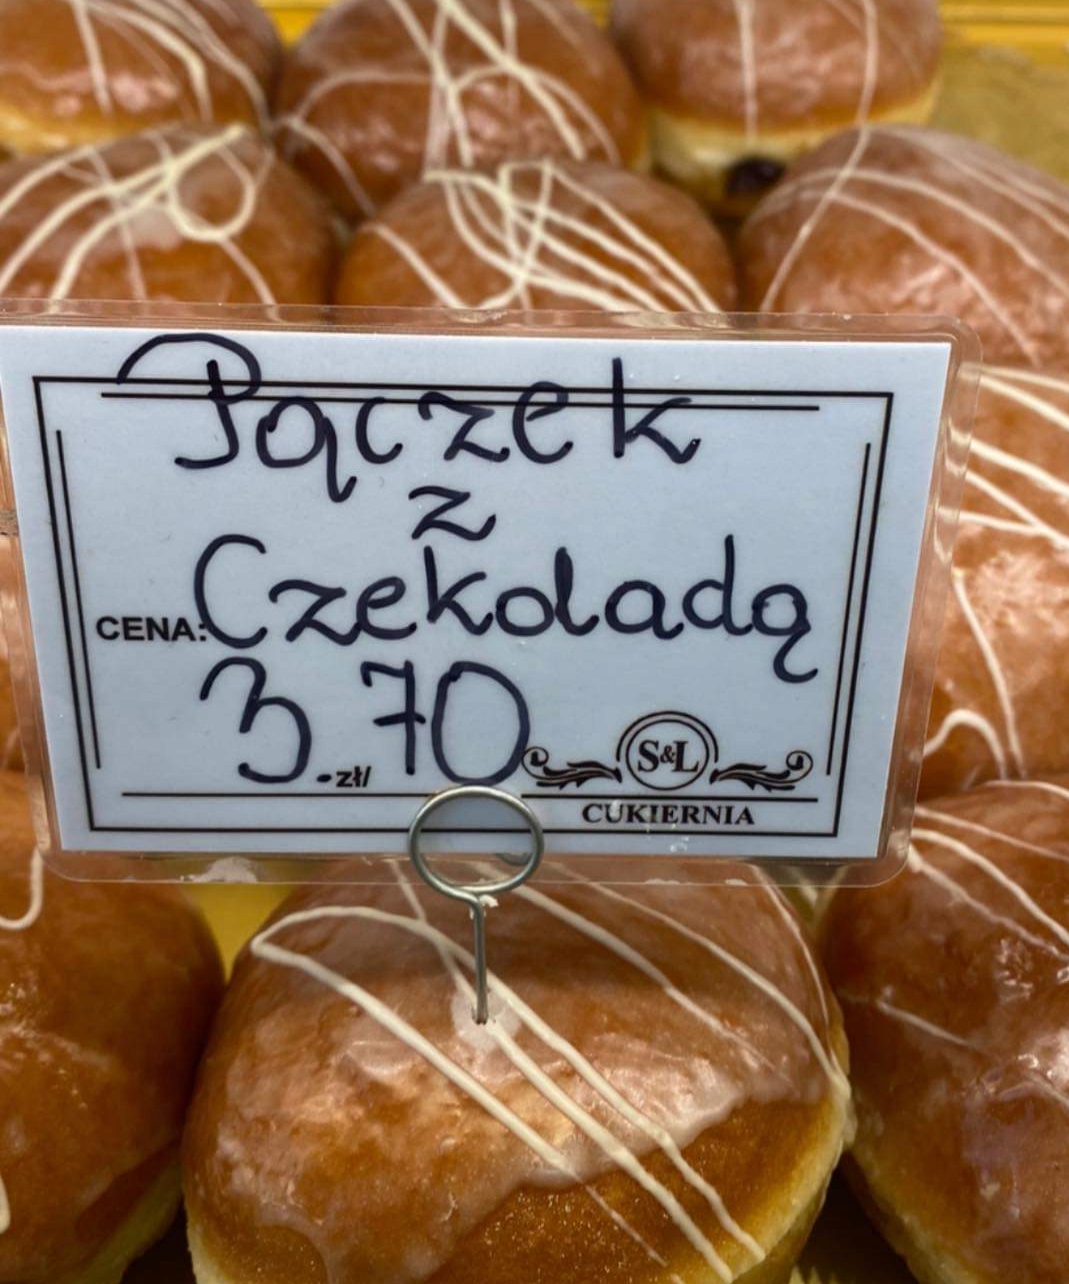 Pączek
z
Czekoladą
CENA:
3.70
.zł/
S&L
CUKIERNIA